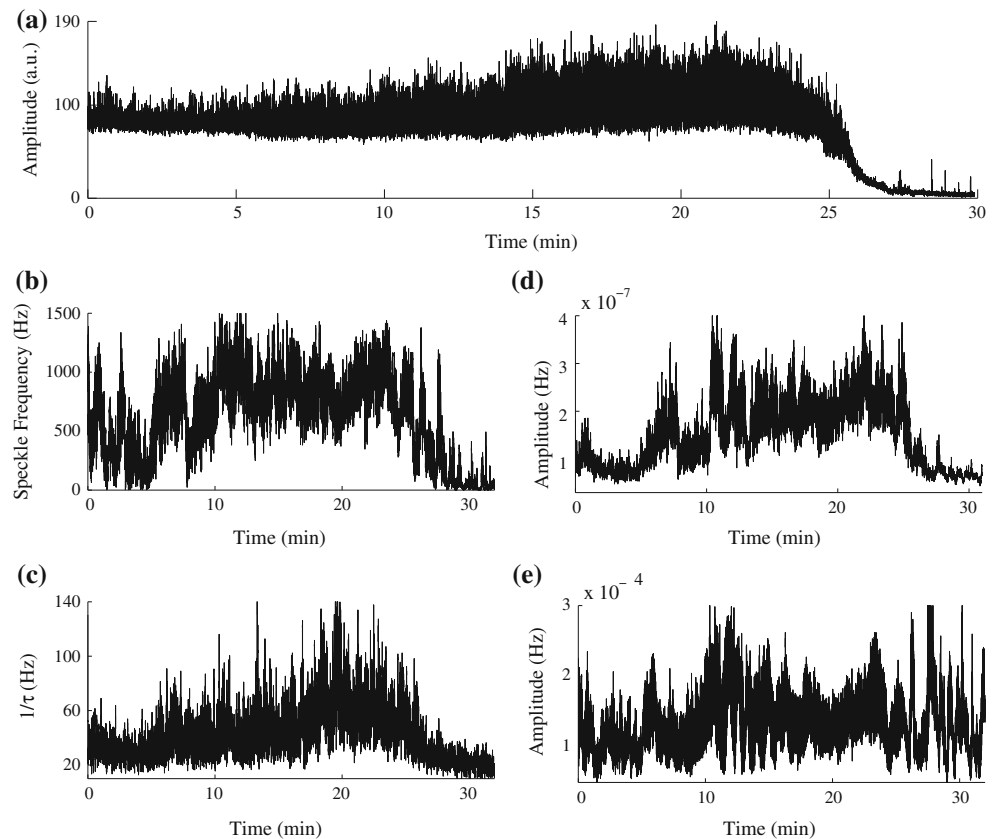 (a)
190
100
0
Amplitude (a.u.)
0 5 10 15 20 25 30
Time (min)
(b)
1500
1000
500
0
Speckle Frequency (Hz)
0 10 20 30
Time (min)
(d)
x 10⁻⁷
4
3
2
1
Amplitude (Hz)
0 10 20 30
Time (min)
(c)
140
100
60
20
1/τ (Hz)
0 10 20 30
Time (min)
(e)
x 10⁻⁴
3
2
1
Amplitude (Hz)
0 10 20 30
Time (min)